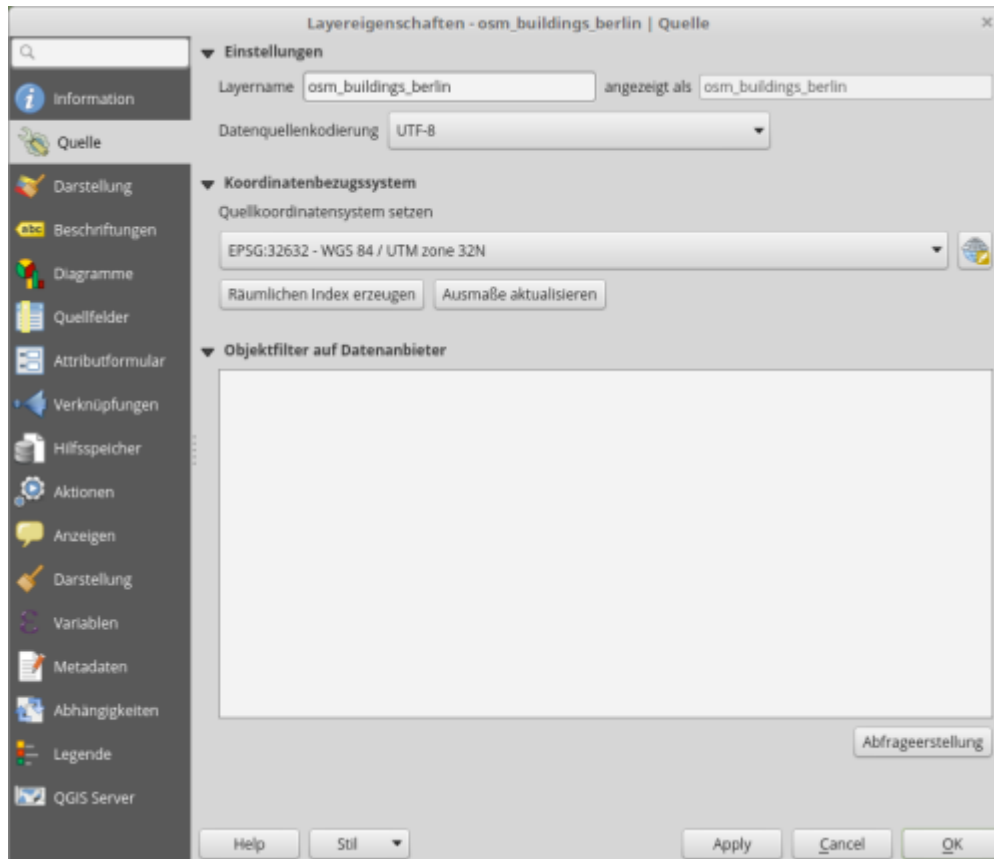 Layereigenschaften - osm_buildings_berlin | Quelle
Information
Quelle
Darstellung
abc Beschriftungen
Diagramme
Quellfelder
Attributformular
Verknüpfungen
Hilfsspeicher
Aktionen
Anzeigen
Darstellung
Variablen
Metadaten
Abhängigkeiten
Legende
QGIS Server
Einstellungen
Layername osm_buildings_berlin angezeigt als osm_buildings_berlin
Datenquellenkodierung UTF-8
Koordinatenbezugssystem
Quellkoordinatensystem setzen
EPSG:32632 - WGS 84 / UTM zone 32N
Räumlichen Index erzeugen Ausmaße aktualisieren
Objektfilter auf Datenanbieter
Abfrageerstellung
Help Stil Apply Cancel OK